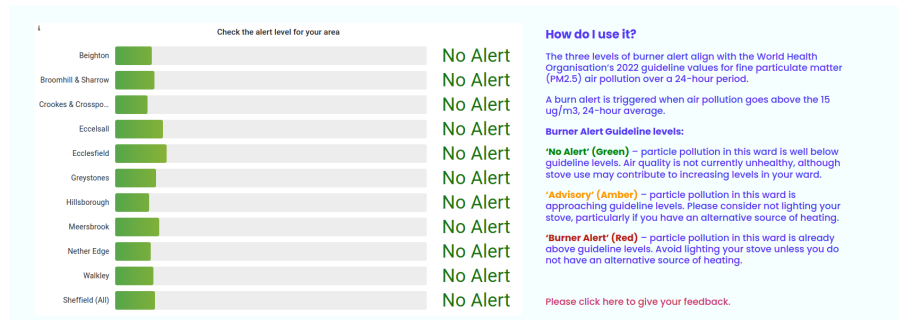 i
Check the alert level for your area
Beighton No Alert
Broomhill & Sharrow No Alert
Crookes & Crosspo... No Alert
Eccelsall No Alert
Ecclesfield No Alert
Greystones No Alert
Hillsborough No Alert
Meersbrook No Alert
Nether Edge No Alert
Walkley No Alert
Sheffield (All) No Alert
How do I use it?
The three levels of burner alert align with the World Health
Organisation's 2022 guideline values for fine particulate matter
(PM2.5) air pollution over a 24-hour period.
A burn alert is triggered when air pollution goes above the 15
ug/m3, 24-hour average.
Burner Alert Guideline levels:
‘No Alert’ (Green) – particle pollution in this ward is well below
guideline levels. Air quality is not currently unhealthy, although
stove use may contribute to increasing levels in your ward.
‘Advisory’ (Amber) – particle pollution in this ward is
approaching guideline levels. Please consider not lighting your
stove, particularly if you have an alternative source of heating.
‘Burner Alert’ (Red) – particle pollution in this ward is already
above guideline levels. Avoid lighting your stove unless you do
not have an alternative source of heating.
Please click here to give your feedback.